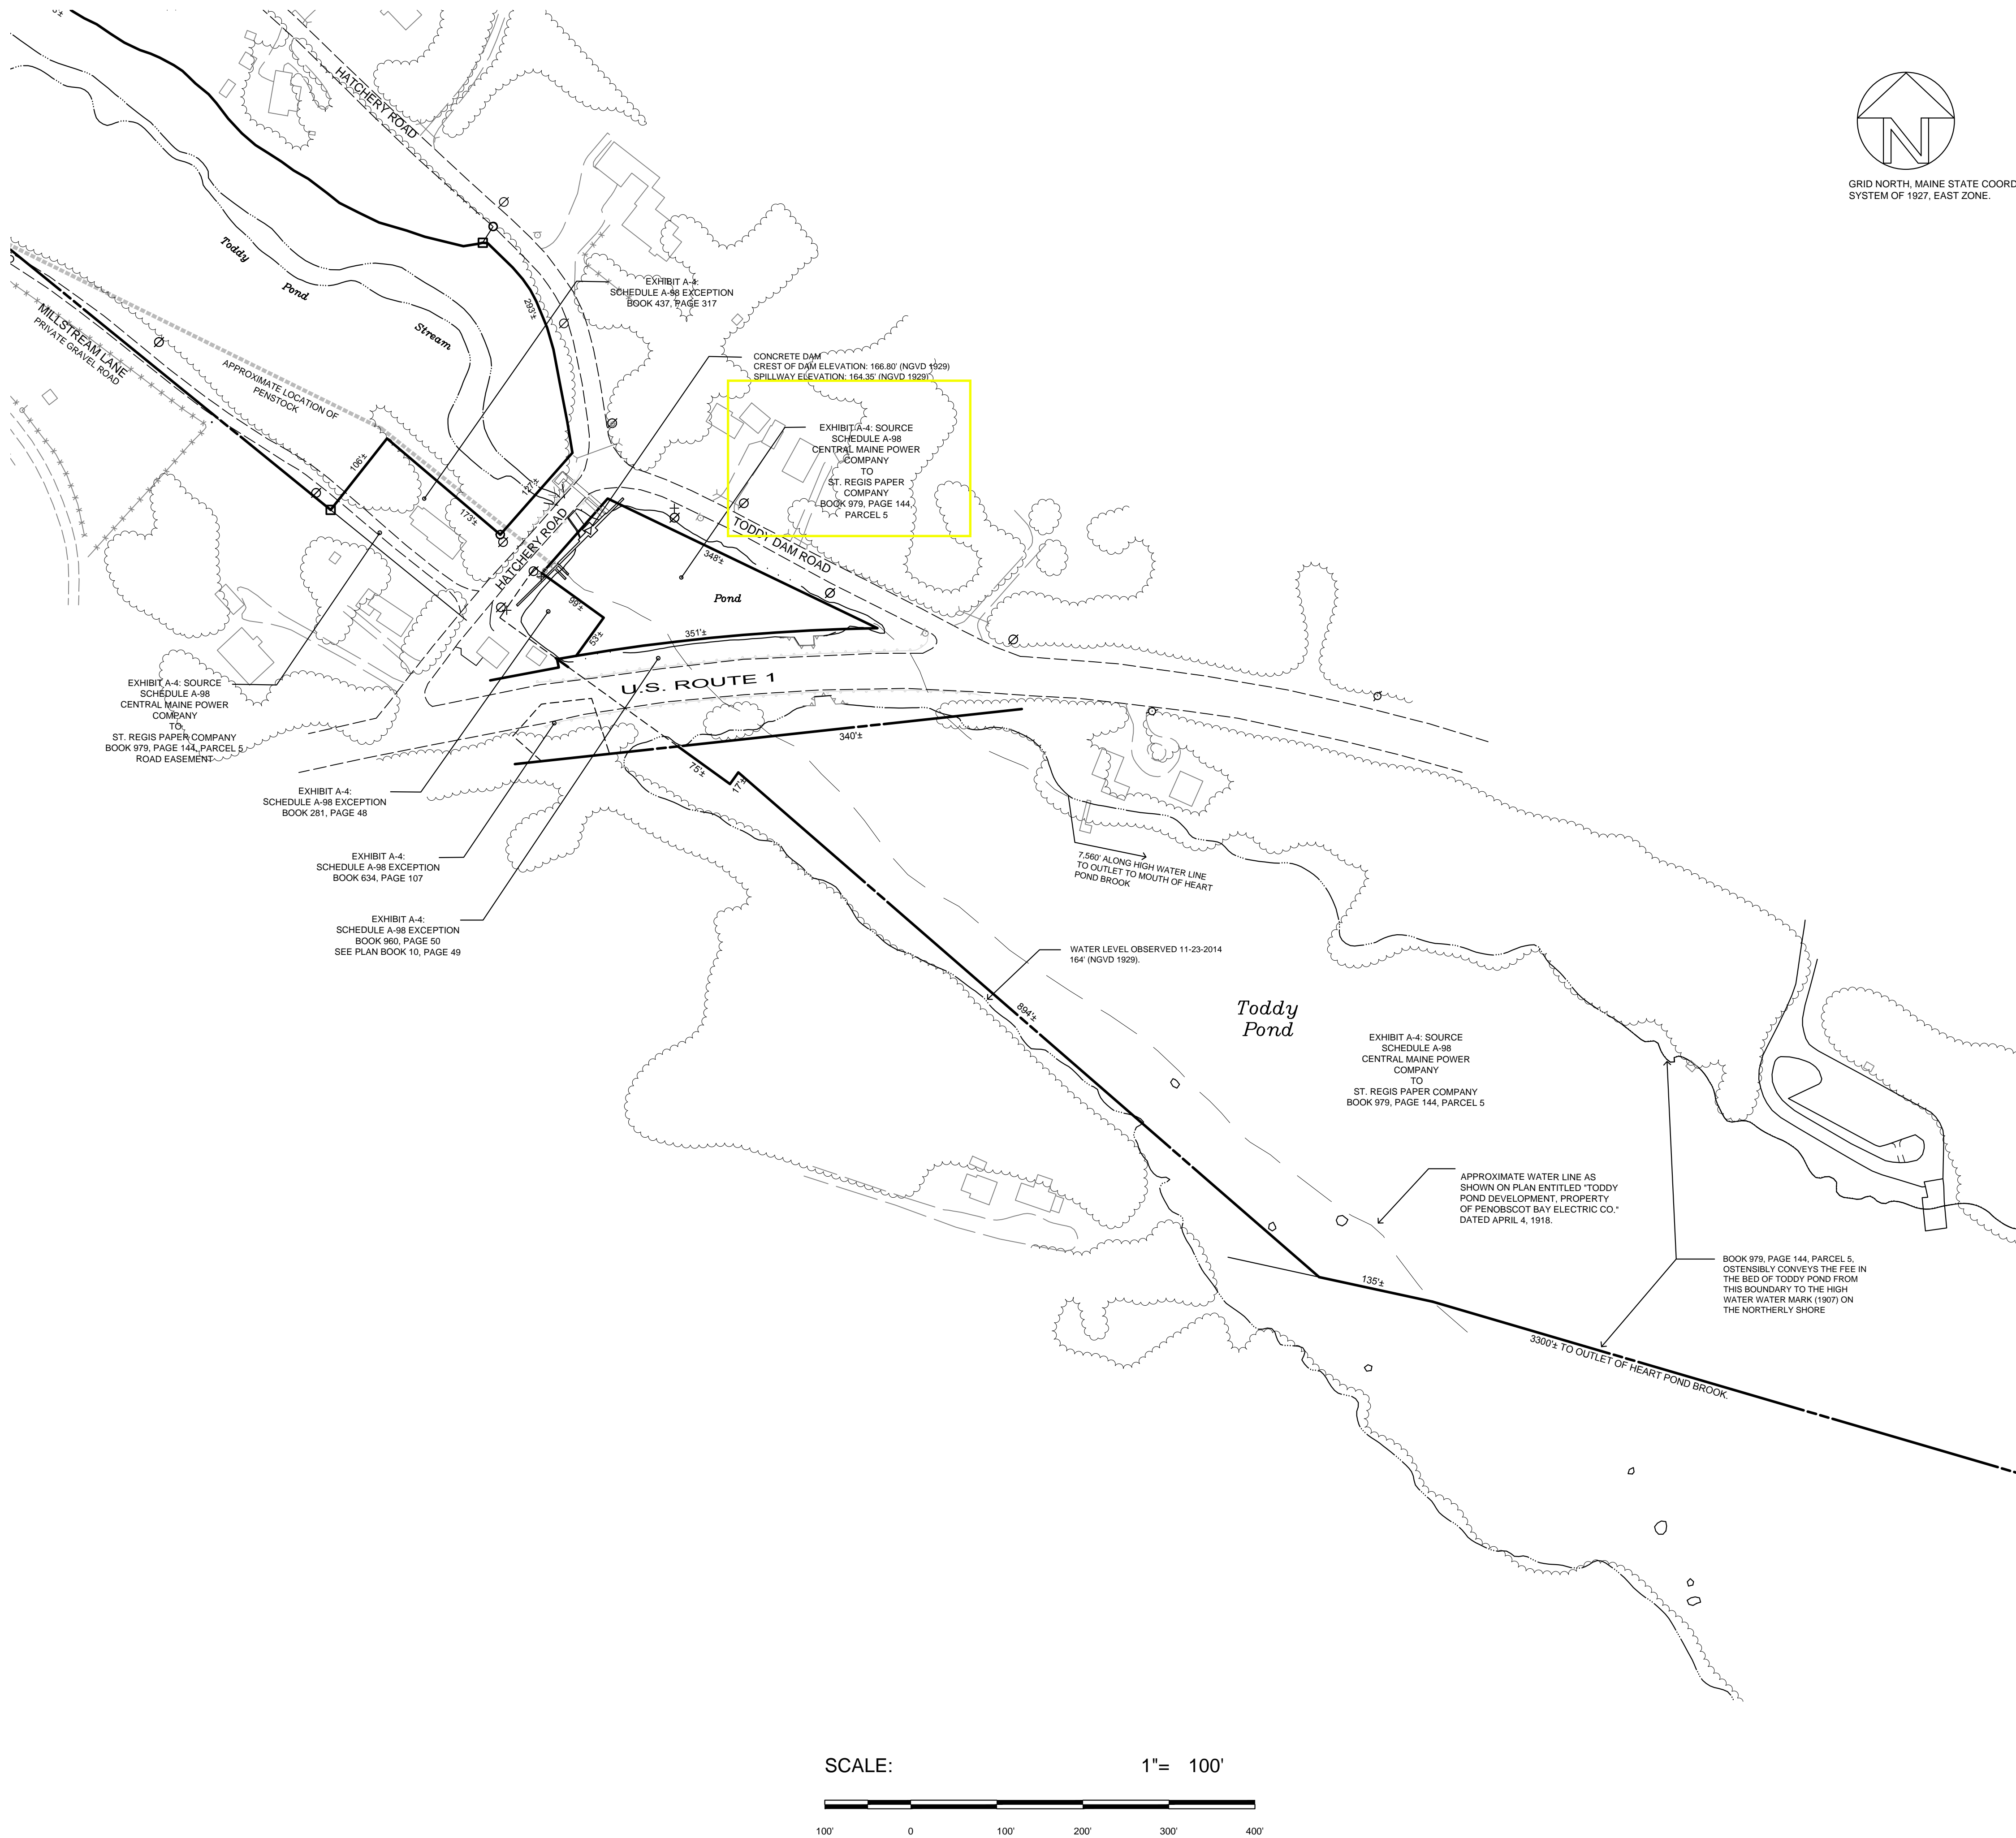 HATCHERY ROAD
GRID NORTH, MAINE STATE COORD
SYSTEM OF 1927, EAST ZONE.
Toddy
Pond
Stream
293'±
EXHIBIT A-4:
SCHEDULE A-98 EXCEPTION
BOOK 437, PAGE 317
MILLSTREAM LANE
PRIVATE GRAVEL ROAD
APPROXIMATE LOCATION OF
PENSTOCK
CONCRETE DAM
CREST OF DAM ELEVATION: 166.80' (NGVD 1929)
SPILLWAY ELEVATION: 164.35' (NGVD 1929)
EXHIBIT A-4: SOURCE
SCHEDULE A-98
CENTRAL MAINE POWER
COMPANY
TO
ST. REGIS PAPER
COMPANY
BOOK 979, PAGE 144,
PARCEL 5
106'±
173'±
127'±
HATCHERY ROAD
TODDY DAM ROAD
348'±
Pond
99'±
53'±
351'±
U.S. ROUTE 1
EXHIBIT A-4: SOURCE
SCHEDULE A-98
CENTRAL MAINE POWER
COMPANY
TO
ST. REGIS PAPER COMPANY
BOOK 979, PAGE 144, PARCEL 5
ROAD EASEMENT
340'±
75'±
17'±
EXHIBIT A-4:
SCHEDULE A-98 EXCEPTION
BOOK 281, PAGE 48
EXHIBIT A-4:
SCHEDULE A-98 EXCEPTION
BOOK 634, PAGE 107
7.560' ALONG HIGH WATER LINE
TO OUTLET TO MOUTH OF HEART
POND BROOK
EXHIBIT A-4:
SCHEDULE A-98 EXCEPTION
BOOK 960, PAGE 50
SEE PLAN BOOK 10, PAGE 49
WATER LEVEL OBSERVED 11-23-2014
164' (NGVD 1929).
894'±
Toddy
Pond
EXHIBIT A-4: SOURCE
SCHEDULE A-98
CENTRAL MAINE POWER
COMPANY
TO
ST. REGIS PAPER COMPANY
BOOK 979, PAGE 144, PARCEL 5
APPROXIMATE WATER LINE AS
SHOWN ON PLAN ENTITLED "TODDY
POND DEVELOPMENT, PROPERTY
OF PENOBSCOT BAY ELECTRIC CO."
DATED APRIL 4, 1918.
BOOK 979, PAGE 144, PARCEL 5,
OSTENSIBLY CONVEYS THE FEE IN
THE BED OF TODDY POND FROM
THIS BOUNDARY TO THE HIGH
WATER WATER MARK (1907) ON
THE NORTHERLY SHORE
135'±
3300'± TO OUTLET OF HEART POND BROOK.
SCALE: 1"= 100'
100' 0 100' 200' 300' 400'